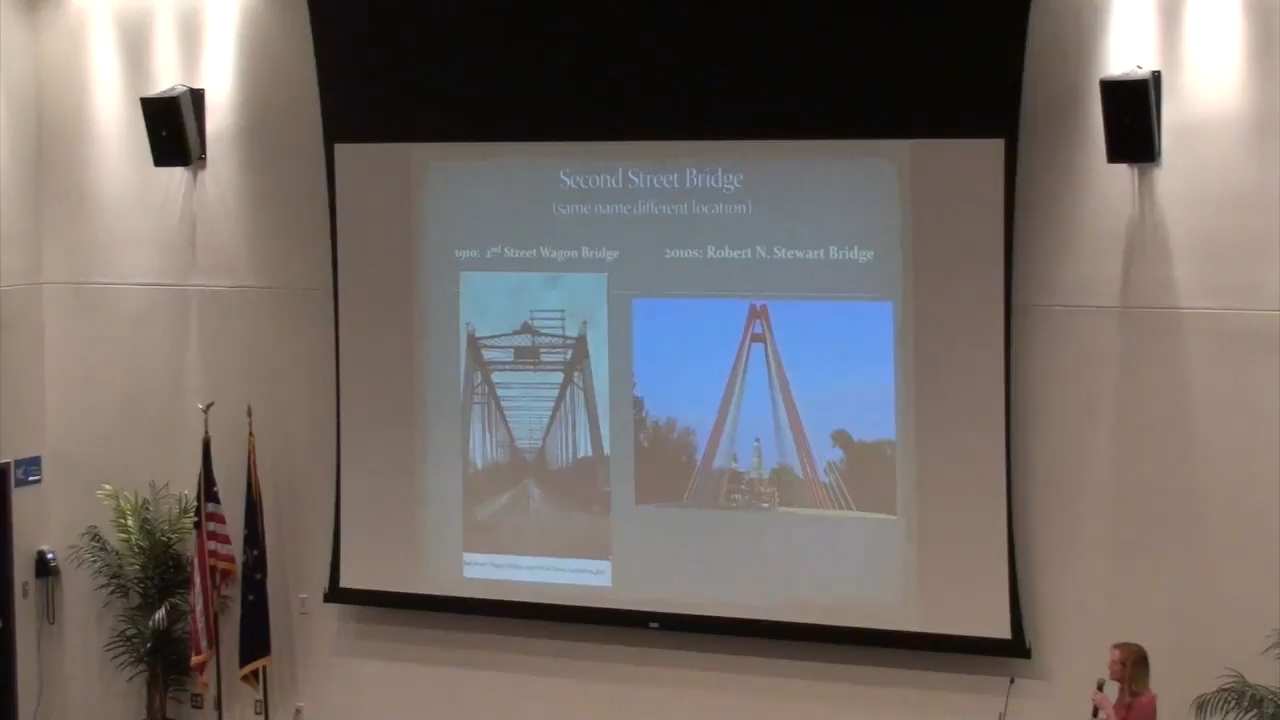 Second Street Bridge
(same name different location)
1910: 2nd Street Wagon Bridge
2010s: Robert N. Stewart Bridge